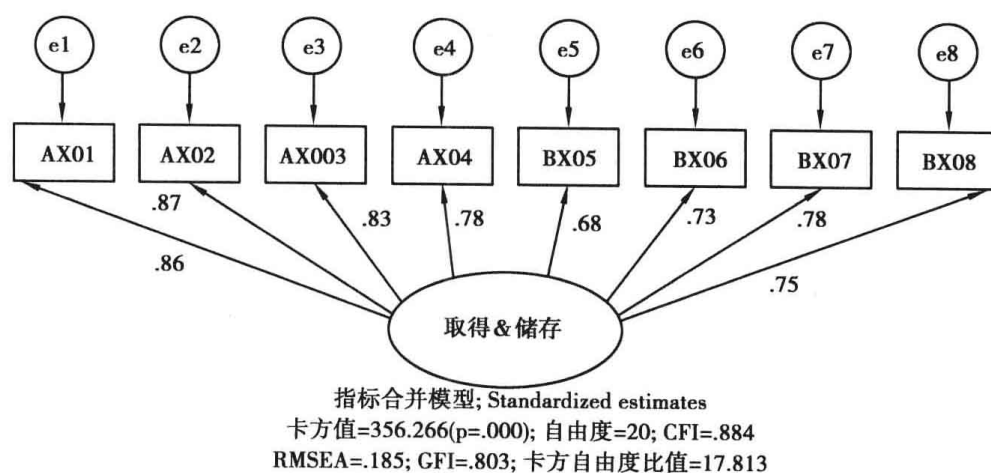 e1 e2 e3 e4 e5 e6 e7 e8
AX01 AX02 AX003 AX04 BX05 BX06 BX07 BX08
.87 .83 .78 .68 .73 .78
.86 .75
取得&储存
指标合并模型; Standardized estimates
卡方值=356.266(p=.000); 自由度=20; CFI=.884
RMSEA=.185; GFI=.803; 卡方自由度比值=17.813